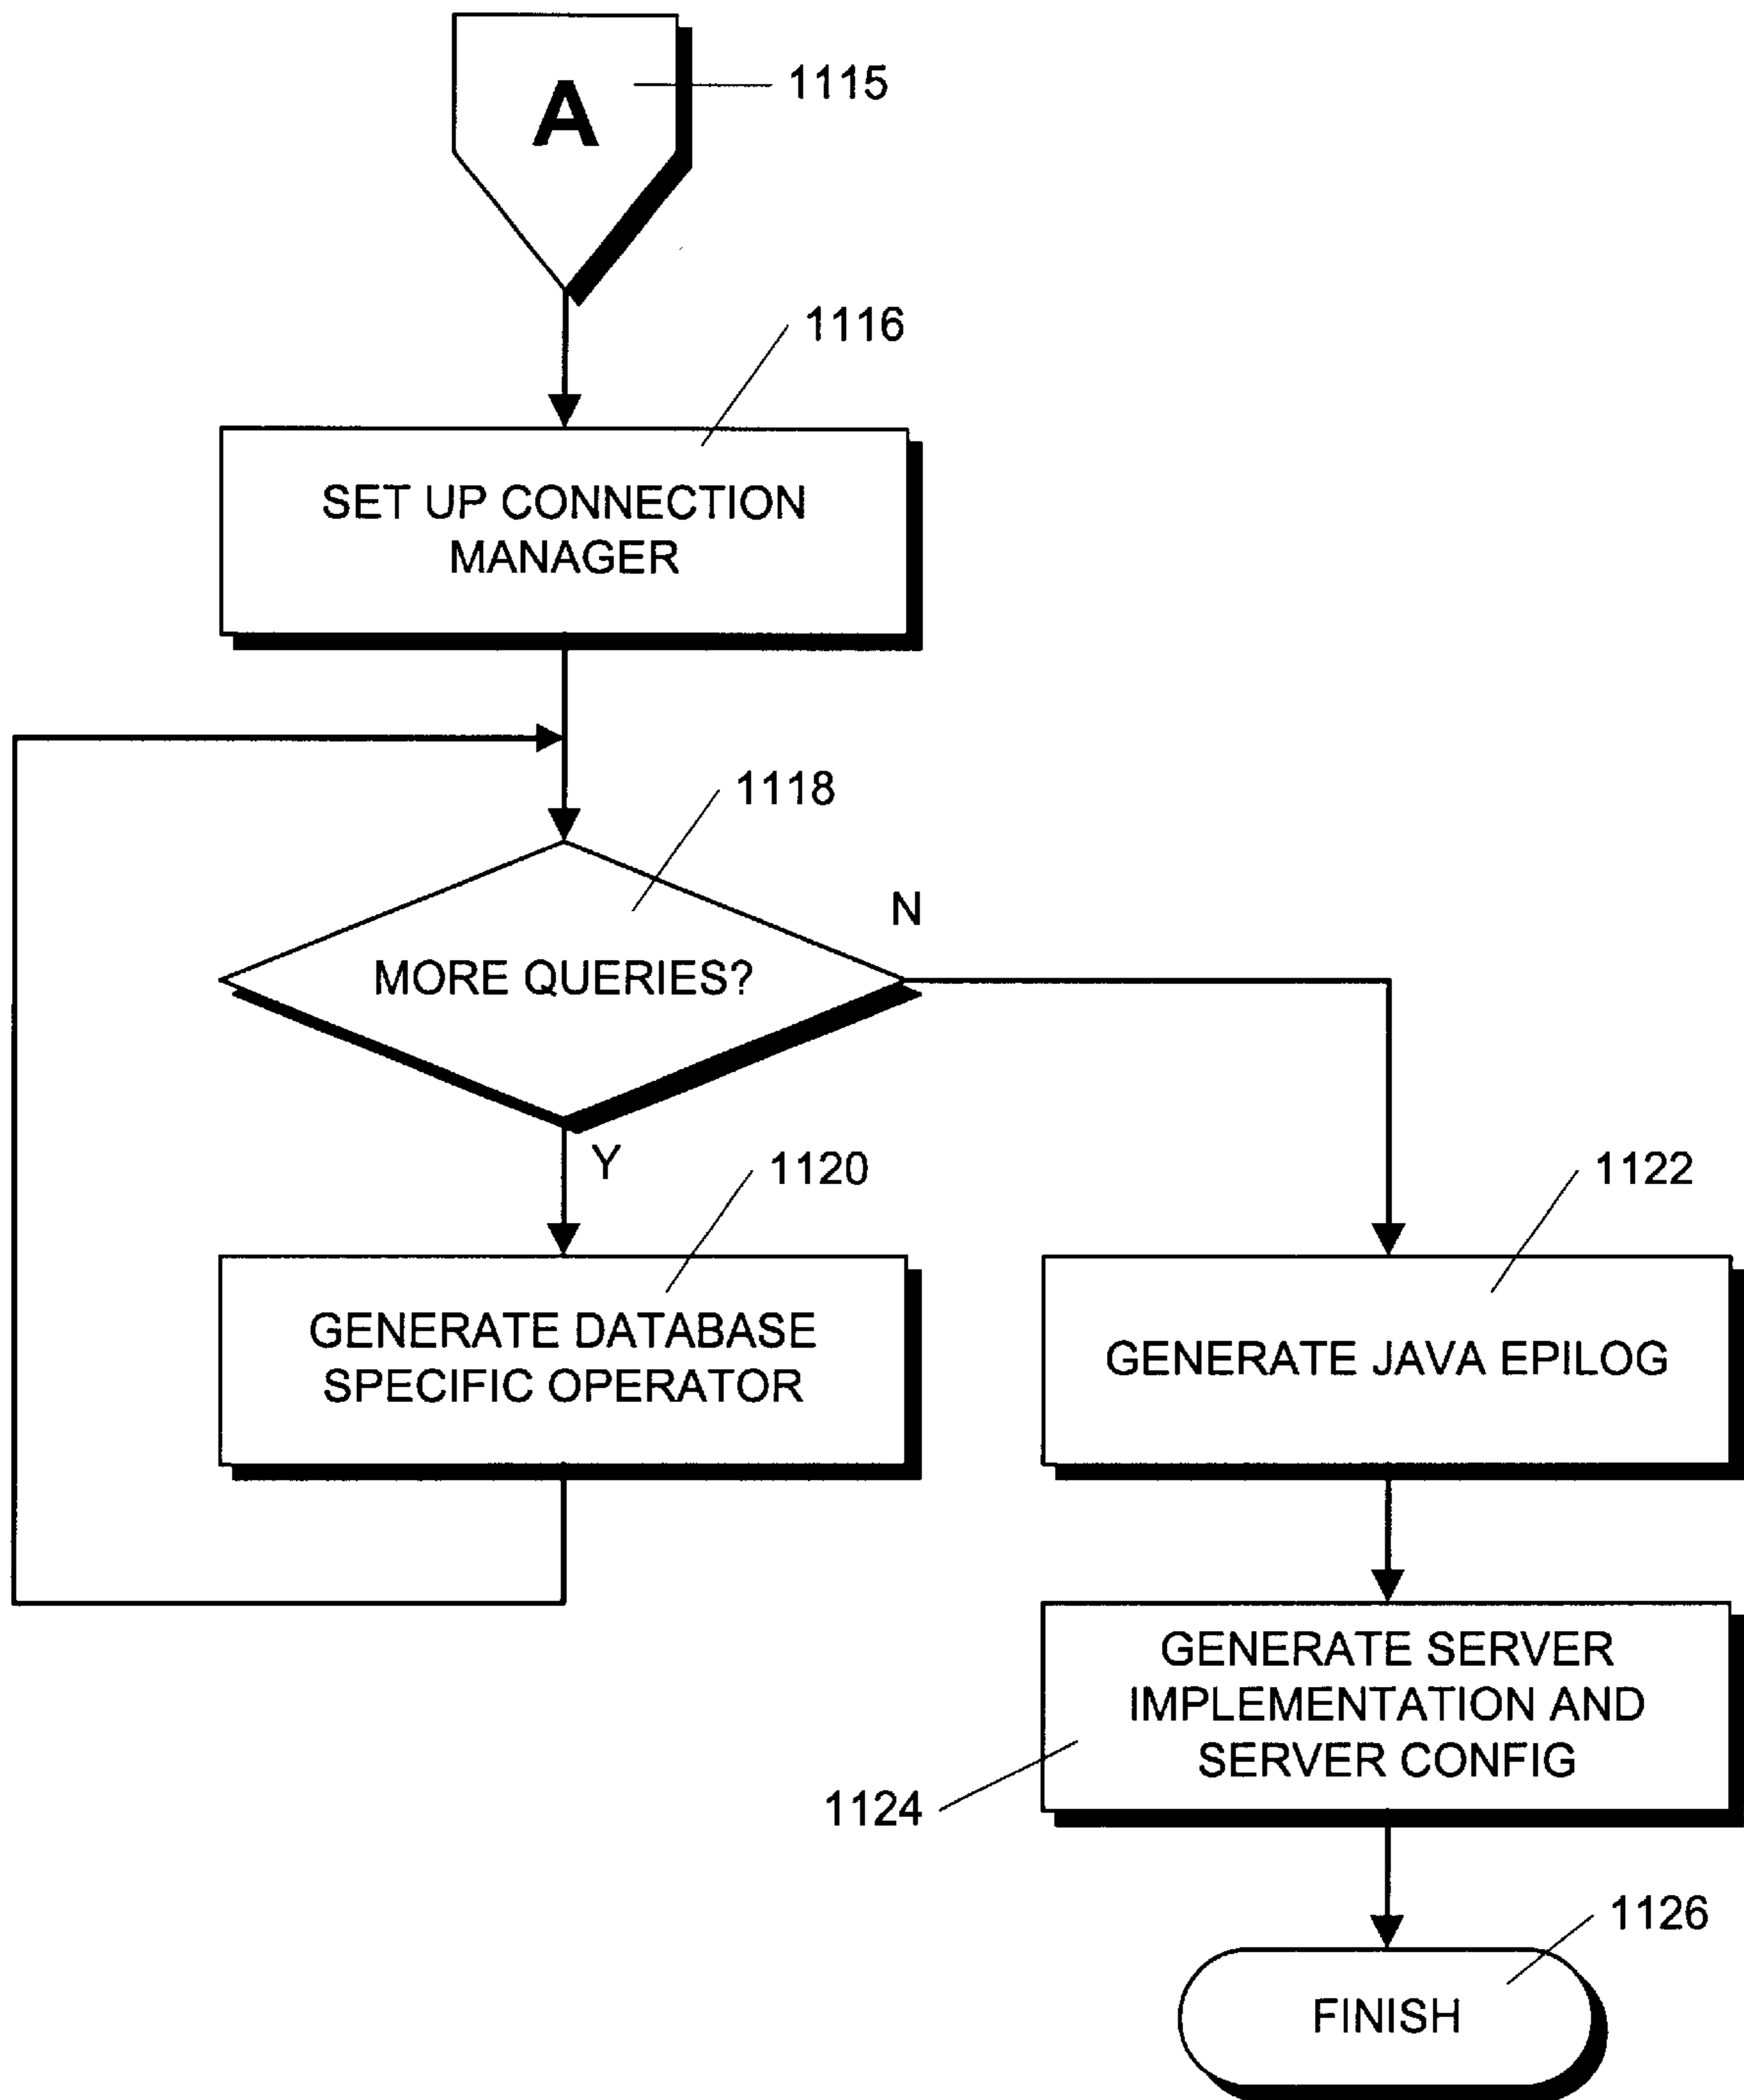 A
1115
1116
SET UP CONNECTION
MANAGER
1118
N
MORE QUERIES?
Y
1120
1122
GENERATE DATABASE
SPECIFIC OPERATOR
GENERATE JAVA EPILOG
GENERATE SERVER
IMPLEMENTATION AND
SERVER CONFIG
1124
1126
FINISH